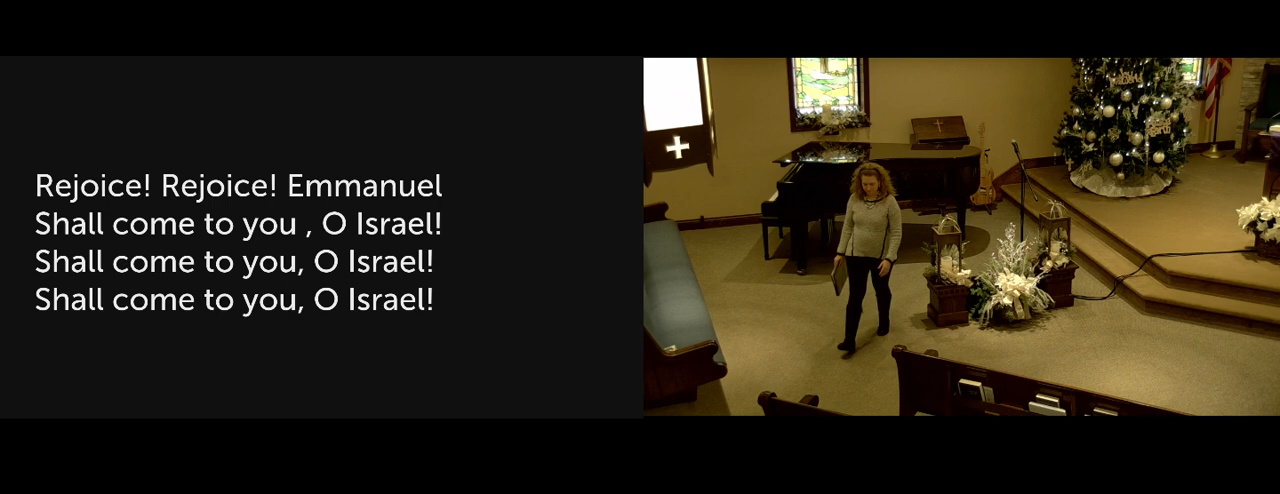 Rejoice! Rejoice! Emmanuel
Shall come to you , O Israel!
Shall come to you, O Israel!
Shall come to you, O Israel!